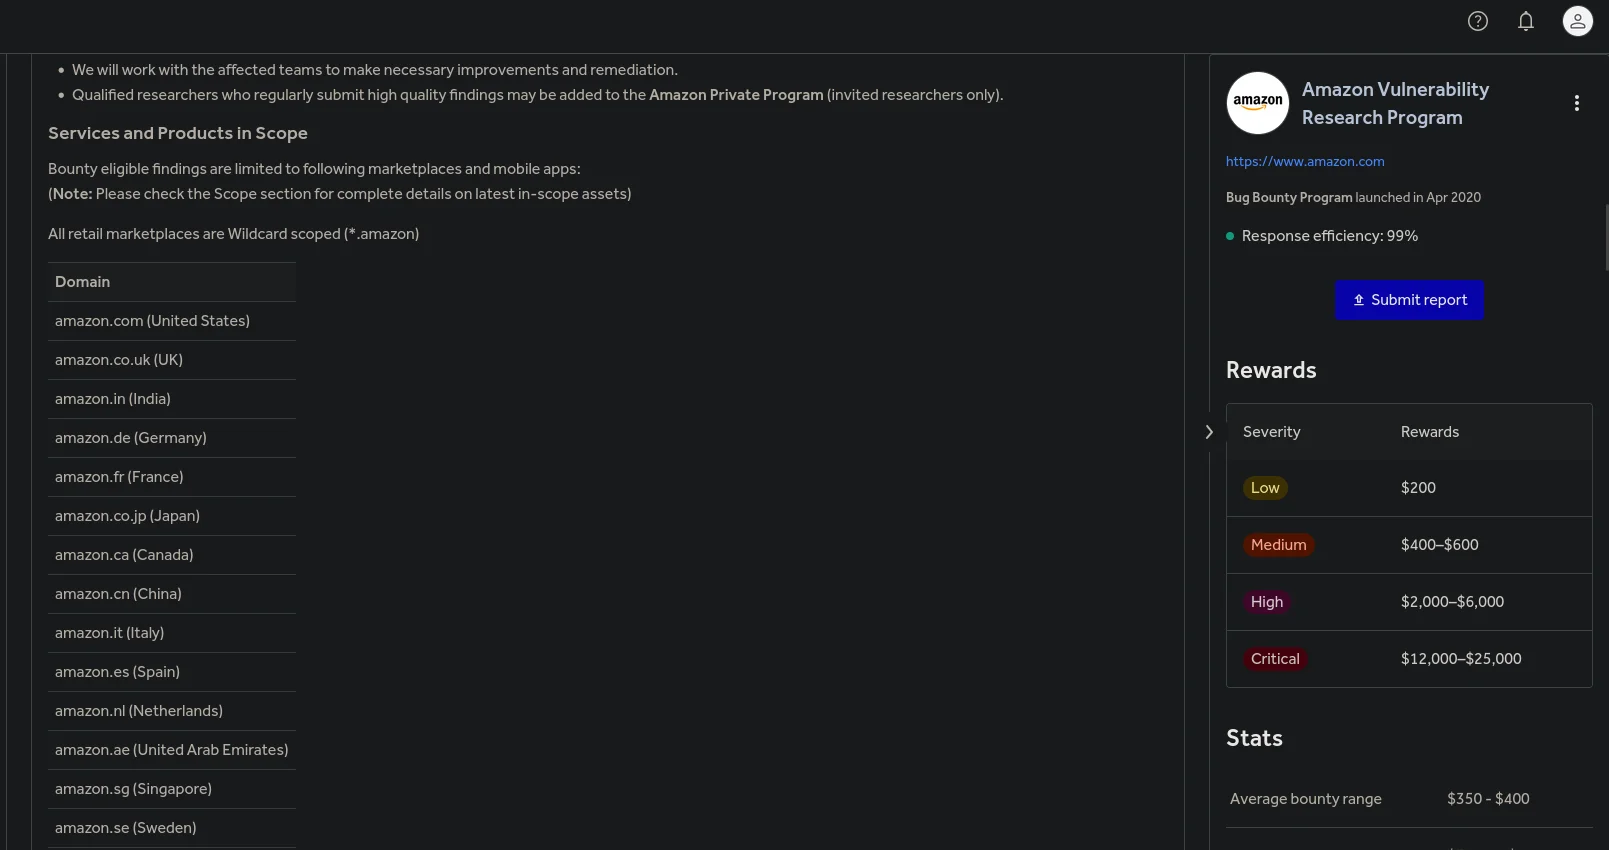 • We will work with the affected teams to make necessary improvements and remediation.
• Qualified researchers who regularly submit high quality findings may be added to the Amazon Private Program (invited researchers only).
Services and Products in Scope
Bounty eligible findings are limited to following marketplaces and mobile apps:
(Note: Please check the Scope section for complete details on latest in-scope assets)
All retail marketplaces are Wildcard scoped (*.amazon)
Domain
amazon.com (United States)
amazon.co.uk (UK)
amazon.in (India)
amazon.de (Germany)
amazon.fr (France)
amazon.co.jp (Japan)
amazon.ca (Canada)
amazon.cn (China)
amazon.it (Italy)
amazon.es (Spain)
amazon.nl (Netherlands)
amazon.ae (United Arab Emirates)
amazon.sg (Singapore)
amazon.se (Sweden)
amazon
Amazon Vulnerability
Research Program
https://www.amazon.com
Bug Bounty Program launched in Apr 2020
Response efficiency: 99%
Submit report
Rewards
Severity Rewards
Low $200
Medium $400–$600
High $2,000–$6,000
Critical $12,000–$25,000
Stats
Average bounty range $350 - $400